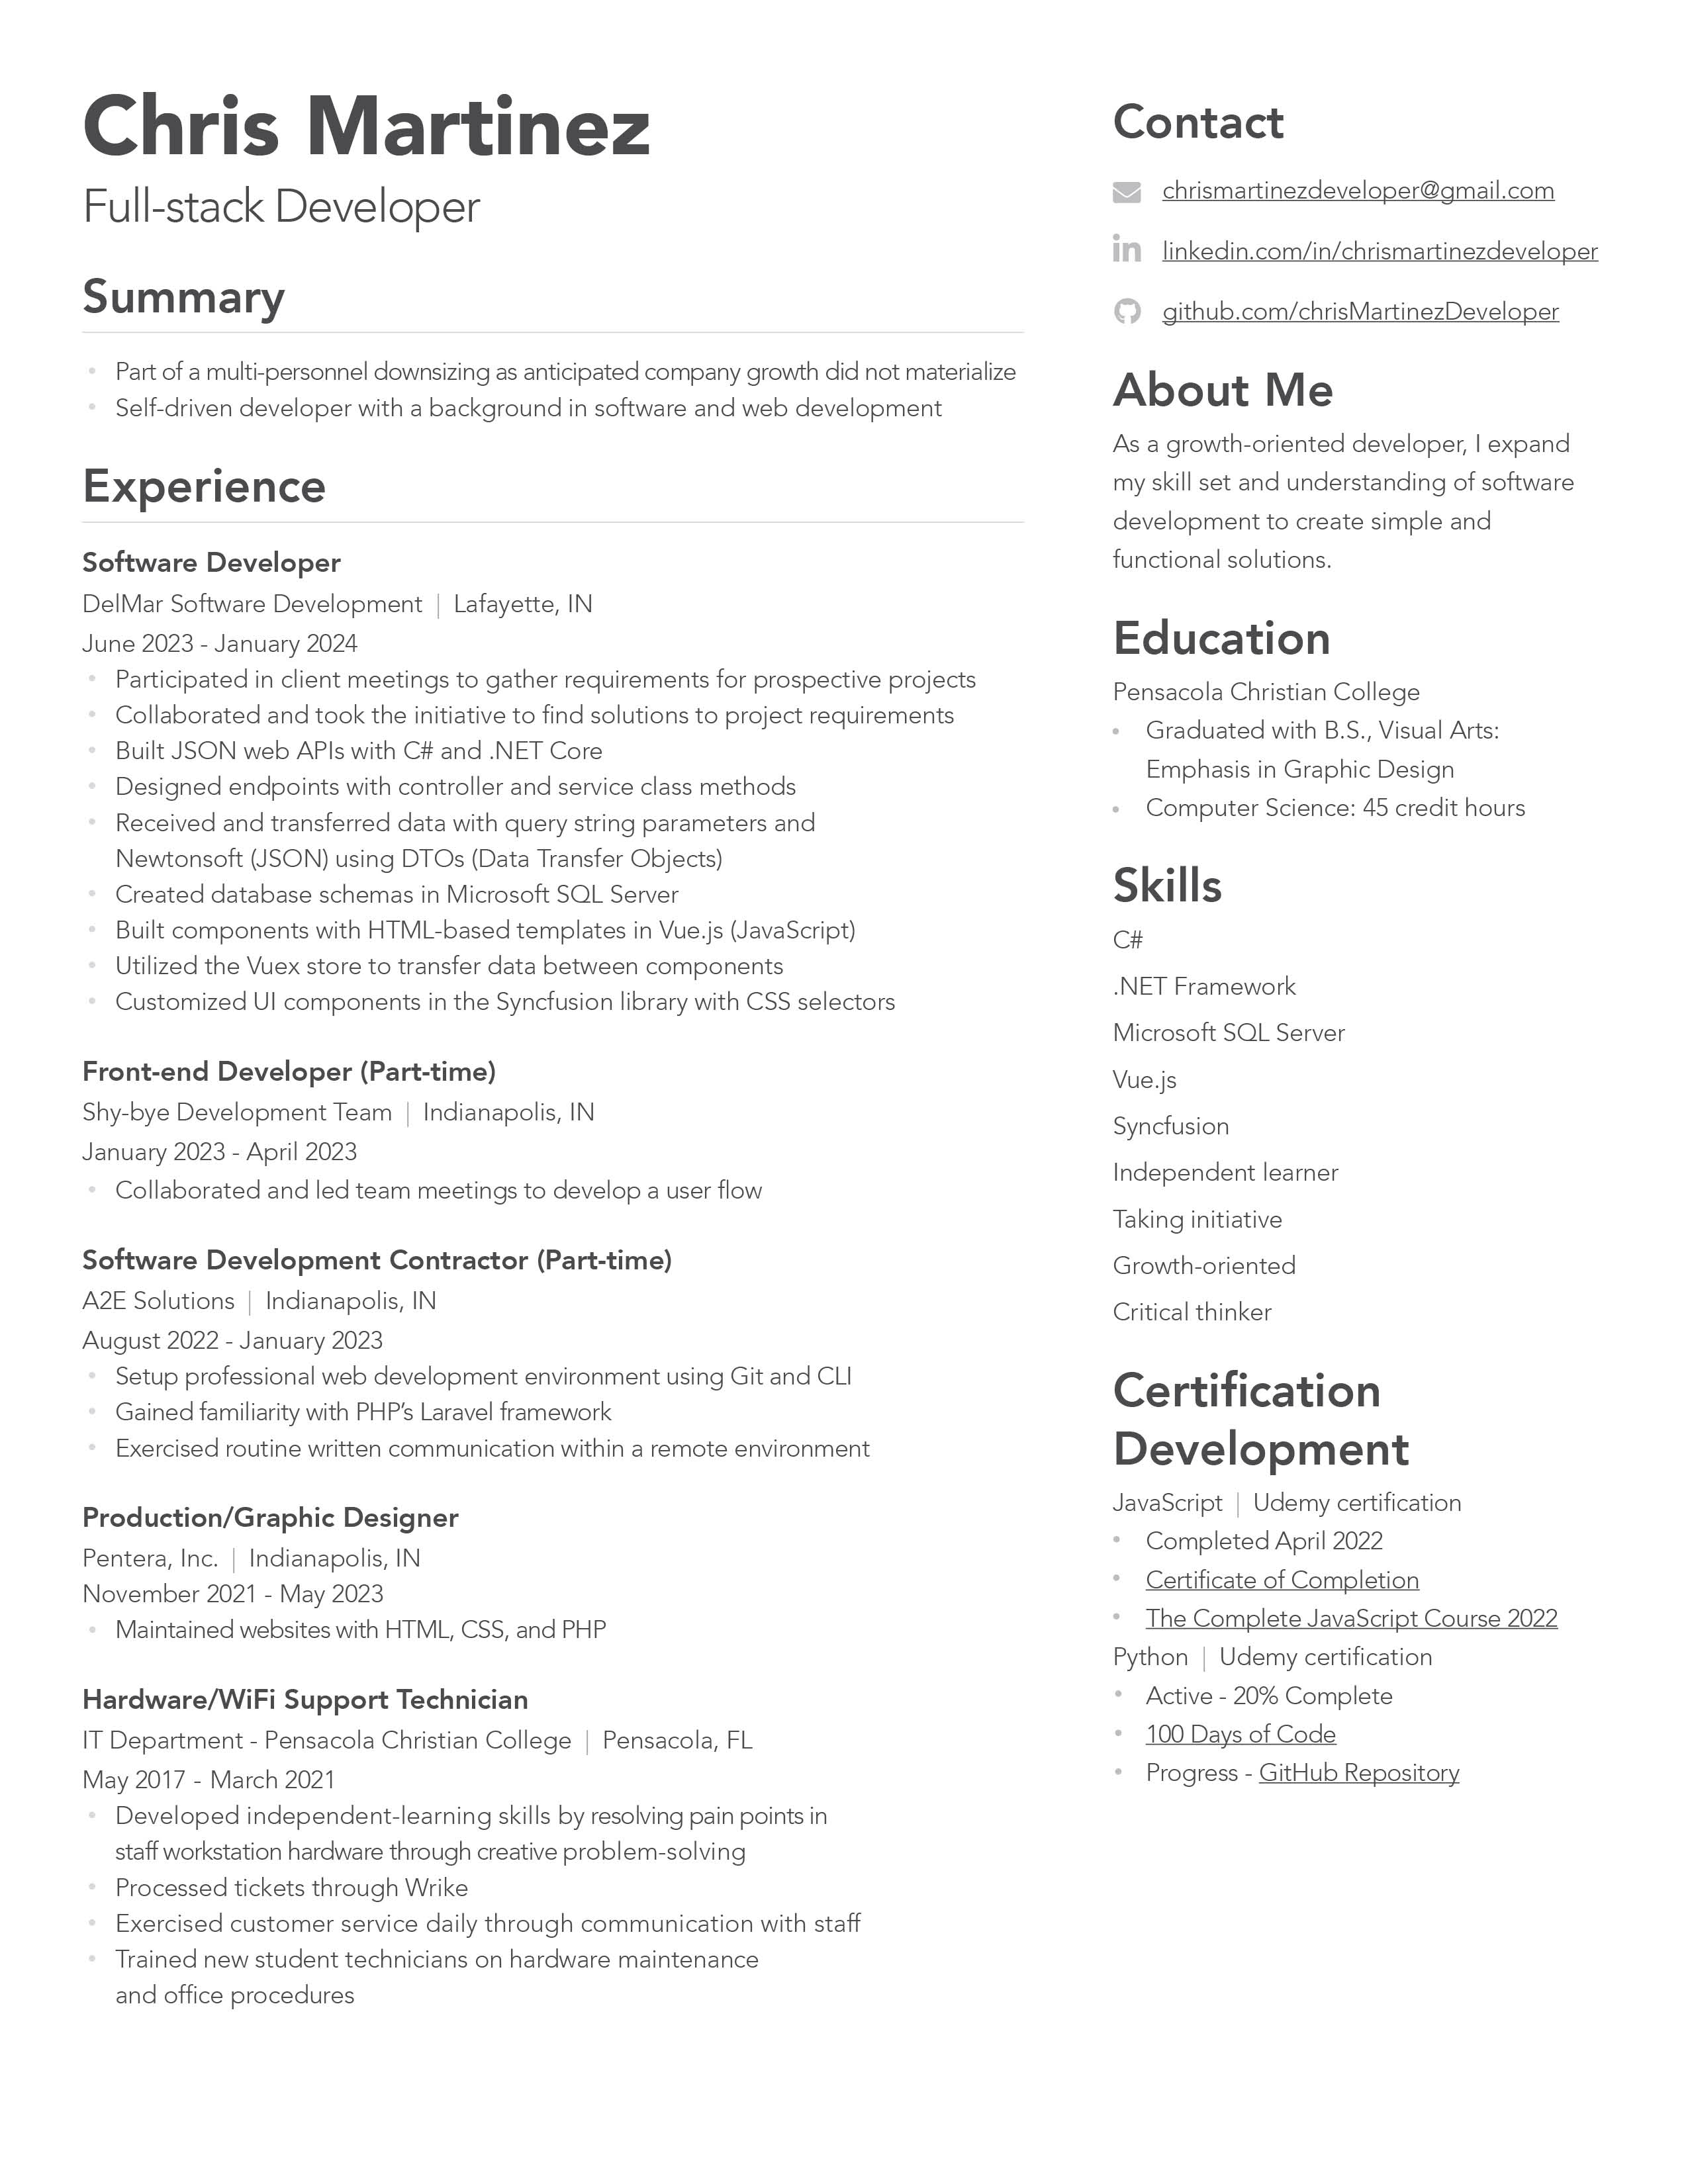 Chris Martinez
Full-stack Developer
Summary
• Part of a multi-personnel downsizing as anticipated company growth did not materialize
• Self-driven developer with a background in software and web development
Experience
Software Developer
DelMar Software Development | Lafayette, IN
June 2023 - January 2024
• Participated in client meetings to gather requirements for prospective projects
• Collaborated and took the initiative to find solutions to project requirements
• Built JSON web APIs with C# and .NET Core
• Designed endpoints with controller and service class methods
• Received and transferred data with query string parameters and
Newtonsoft (JSON) using DTOs (Data Transfer Objects)
• Created database schemas in Microsoft SQL Server
• Built components with HTML-based templates in Vue.js (JavaScript)
• Utilized the Vuex store to transfer data between components
• Customized UI components in the Syncfusion library with CSS selectors
Front-end Developer (Part-time)
Shy-bye Development Team | Indianapolis, IN
January 2023 - April 2023
• Collaborated and led team meetings to develop a user flow
Software Development Contractor (Part-time)
A2E Solutions | Indianapolis, IN
August 2022 - January 2023
• Setup professional web development environment using Git and CLI
• Gained familiarity with PHP’s Laravel framework
• Exercised routine written communication within a remote environment
Production/Graphic Designer
Pentera, Inc. | Indianapolis, IN
November 2021 - May 2023
• Maintained websites with HTML, CSS, and PHP
Hardware/WiFi Support Technician
IT Department - Pensacola Christian College | Pensacola, FL
May 2017 - March 2021
• Developed independent-learning skills by resolving pain points in
staff workstation hardware through creative problem-solving
• Processed tickets through Wrike
• Exercised customer service daily through communication with staff
• Trained new student technicians on hardware maintenance
and office procedures
Contact
chrismartinezdeveloper@gmail.com
in linkedin.com/in/chrismartinezdeveloper
github.com/chrisMartinezDeveloper
About Me
As a growth-oriented developer, I expand
my skill set and understanding of software
development to create simple and
functional solutions.
Education
Pensacola Christian College
• Graduated with B.S., Visual Arts:
Emphasis in Graphic Design
• Computer Science: 45 credit hours
Skills
C#
.NET Framework
Microsoft SQL Server
Vue.js
Syncfusion
Independent learner
Taking initiative
Growth-oriented
Critical thinker
Certification
Development
JavaScript | Udemy certification
• Completed April 2022
• Certificate of Completion
• The Complete JavaScript Course 2022
Python | Udemy certification
• Active - 20% Complete
• 100 Days of Code
• Progress - GitHub Repository